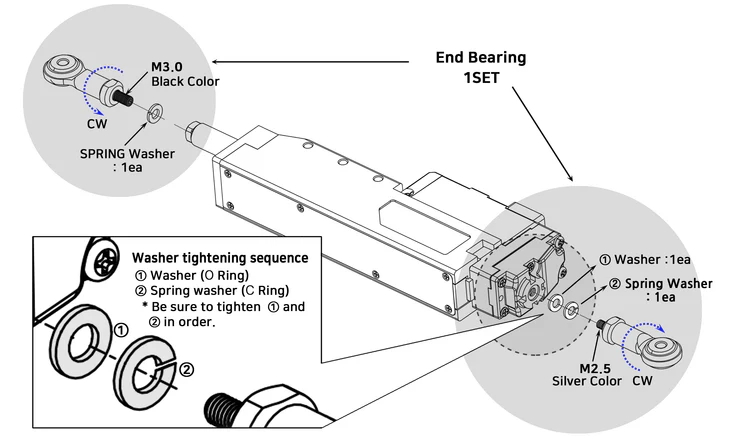 End Bearing
1SET
M3.0
Black Color
CW
SPRING Washer
: 1ea
Washer tightening sequence
① Washer (O Ring)
② Spring washer (C Ring)
* Be sure to tighten ① and
② in order.
①
②
① Washer :1ea
② Spring Washer
: 1ea
M2.5
Silver Color
CW